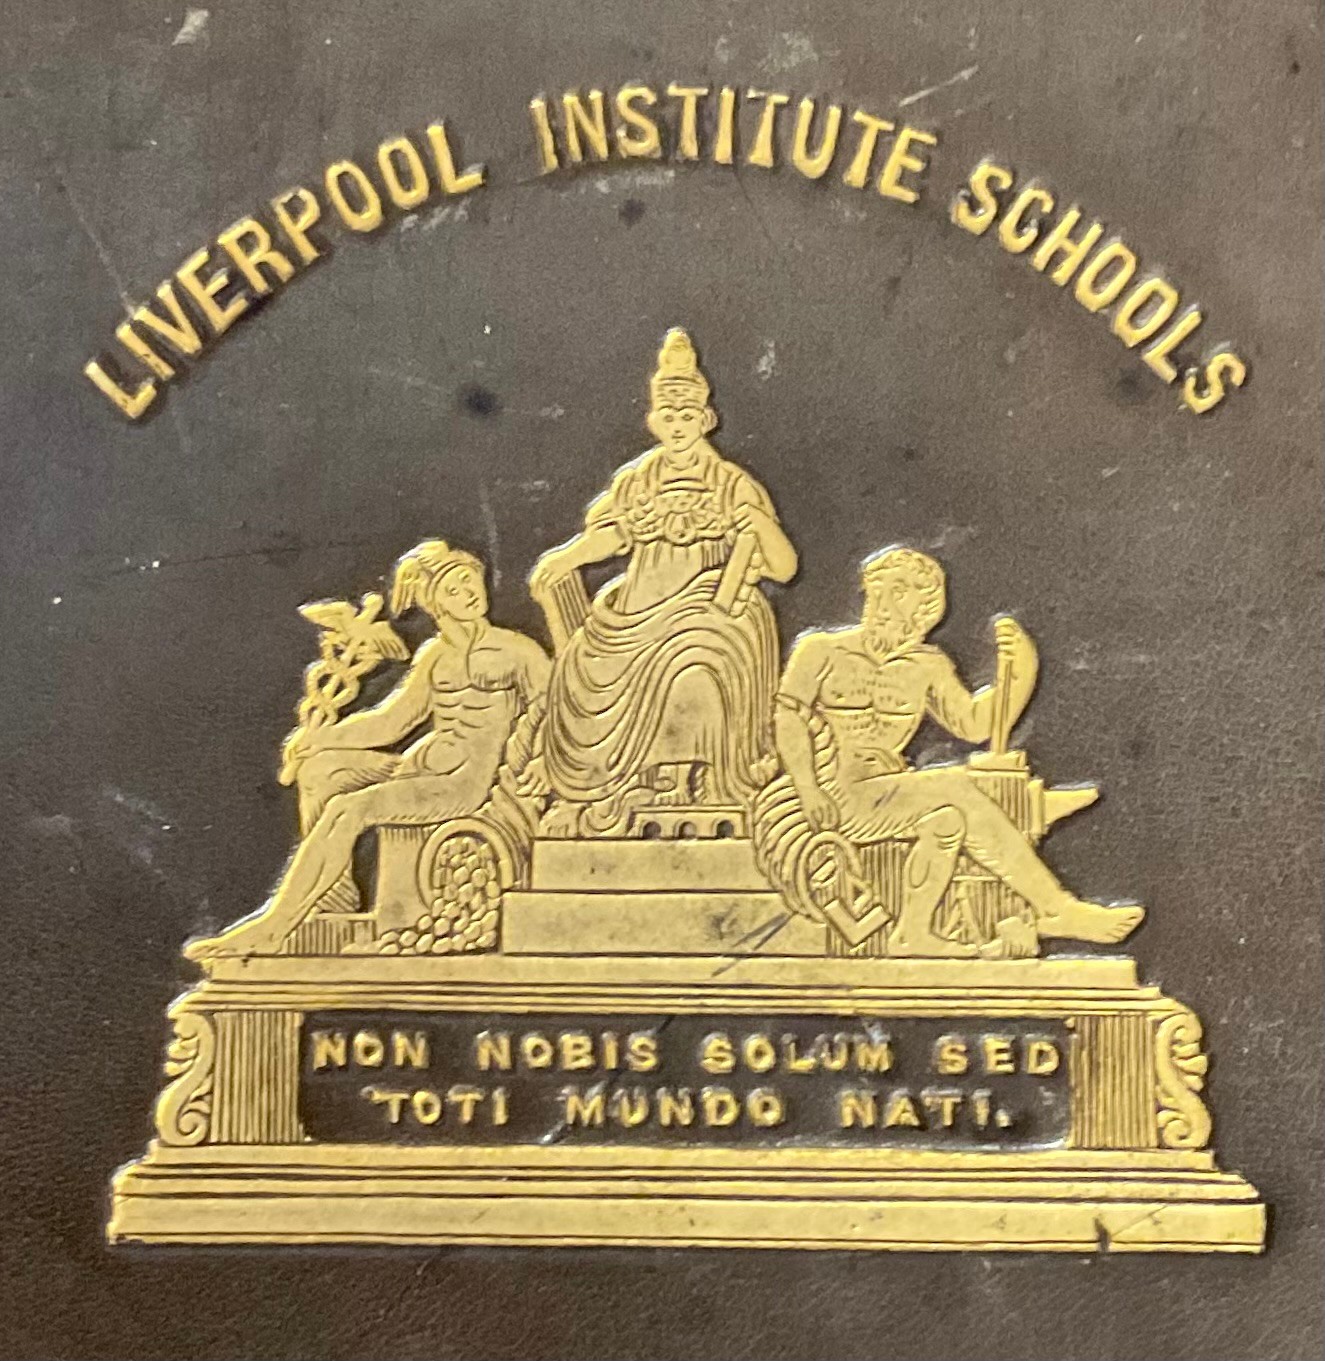 LIVERPOOL INSTITUTE SCHOOLS
NON NOBIS SOLUM SED
TOTI MUNDO NATI.